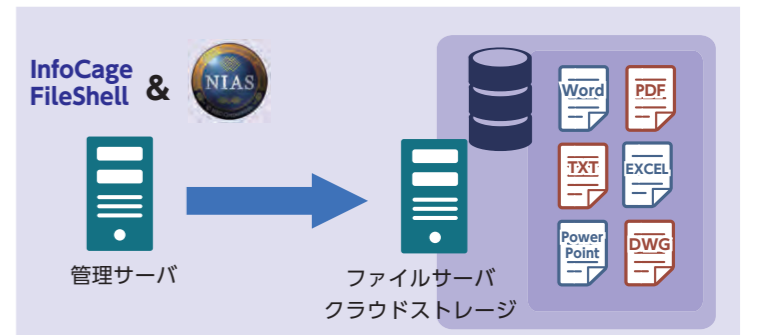 InfoCage
FileShell &
NIAS
Word
PDF
TXT
EXCEL
Power
Point
DWG
管理サーバ
ファイルサーバ
クラウドストレージ